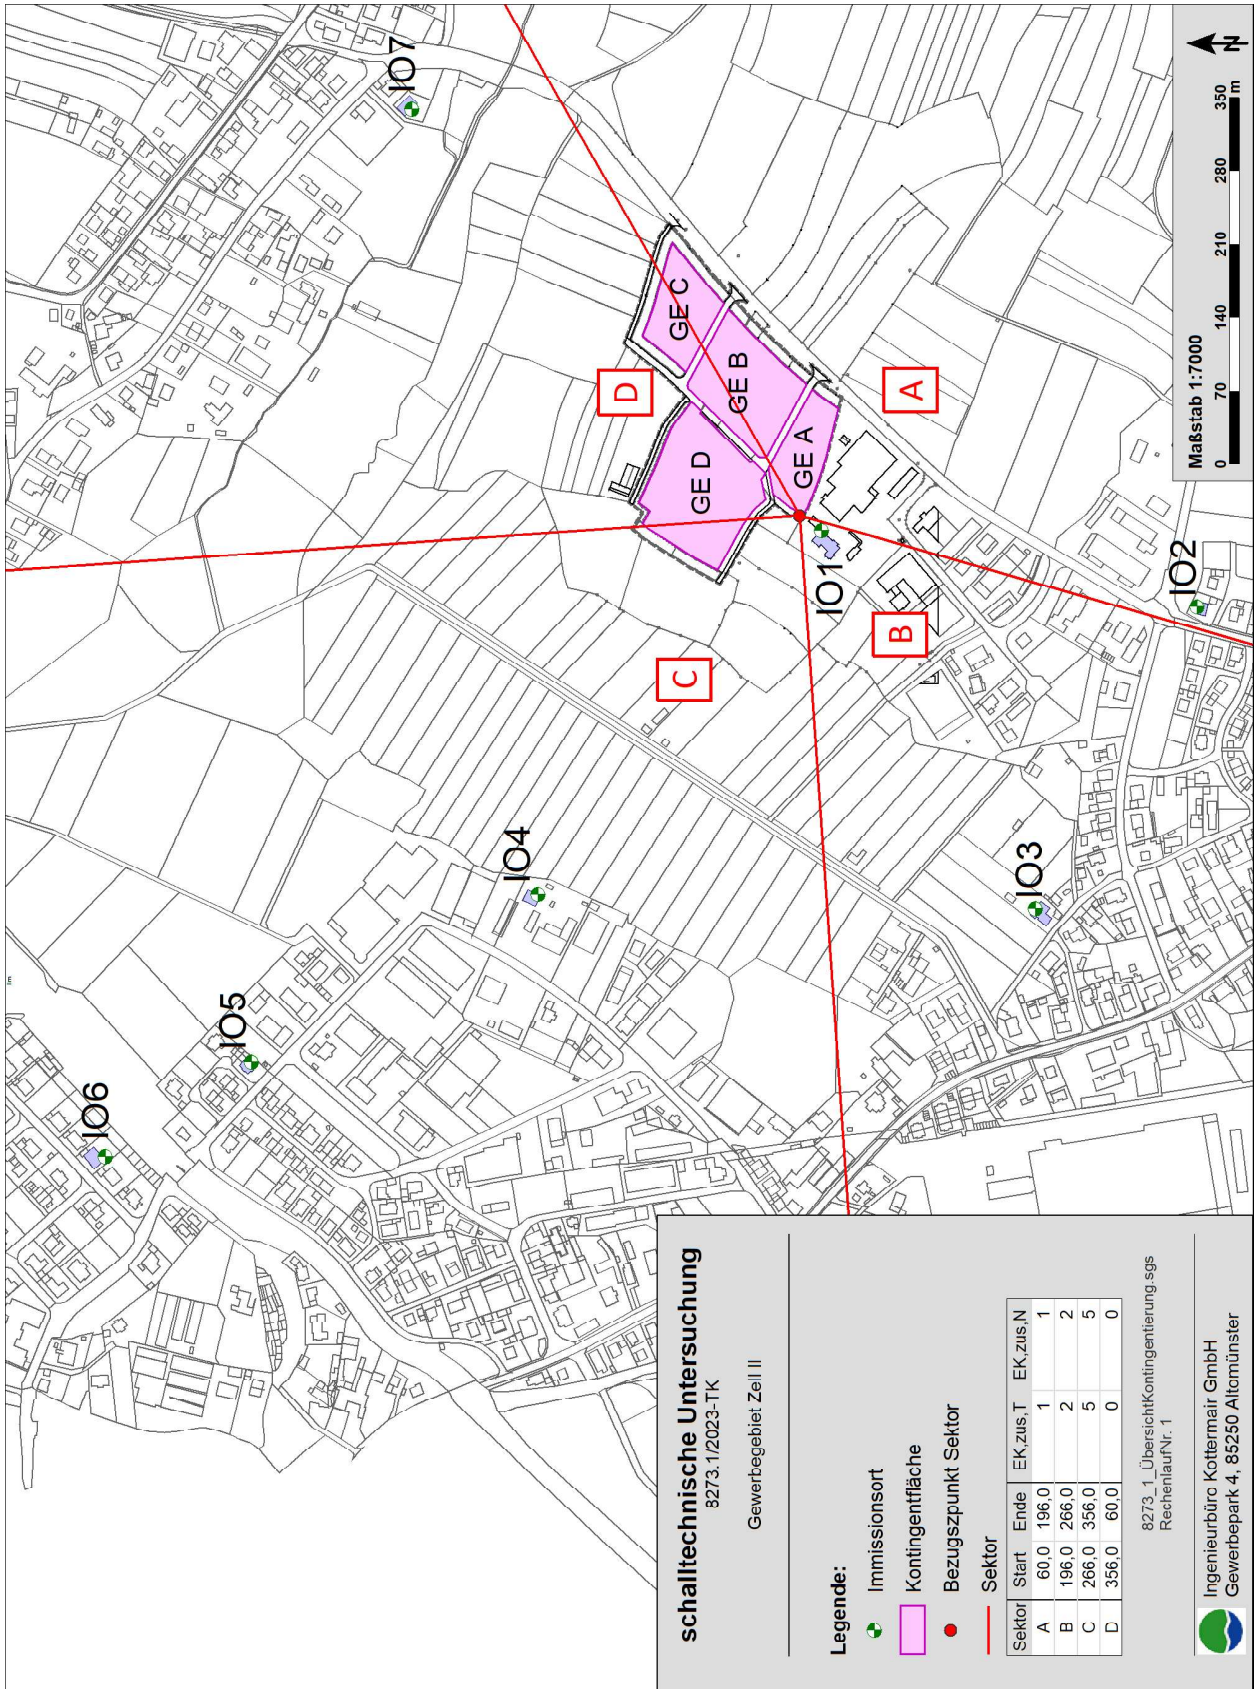 IO7
IO6
IO5
IO4
IO3
IO2
IO1
GE C
GE B
GE A
GE D
D
A
C
B
N
Maßstab 1:7000
0 70 140 210 280 350
m
schalltechnische Untersuchung
8273.1/2023-TK
Gewerbegebiet Zell II
Legende:
Immissionsort
Kontingentfläche
Bezugszpunkt Sektor
Sektor
Sektor Start Ende EK,zus,T EK,zus,N
A 60,0 196,0 1 1
B 196,0 266,0 2 2
C 266,0 356,0 5 5
D 356,0 60,0 0 0
8273_1_ÜbersichtKontingentierung.sgs
RechenlaufNr. 1
Ingenieurbüro Kottermair GmbH
Gewerbepark 4, 85250 Altomünster